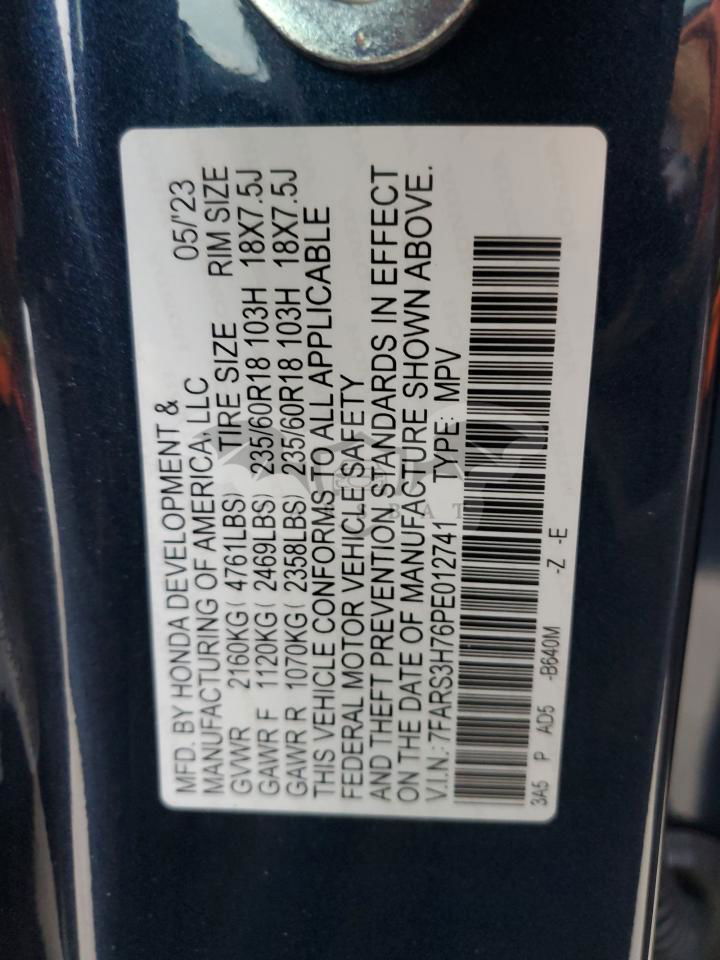 MFD. BY HONDA DEVELOPMENT &
MANUFACTURING OF AMERICA, LLC 05/'23
GVWR 2160KG( 4761LBS) TIRE SIZE RIM SIZE
GAWR F 1120KG( 2469LBS) 235/60R18 103H 18X7.5J
GAWR R 1070KG( 2358LBS) 235/60R18 103H 18X7.5J
THIS VEHICLE CONFORMS TO ALL APPLICABLE
FEDERAL MOTOR VEHICLE SAFETY
AND THEFT PREVENTION STANDARDS IN EFFECT
ON THE DATE OF MANUFACTURE SHOWN ABOVE.
V.I.N.: 7FARS3H76PE012741 TYPE: MPV
3A5 P AD5 -B640M -Z -E